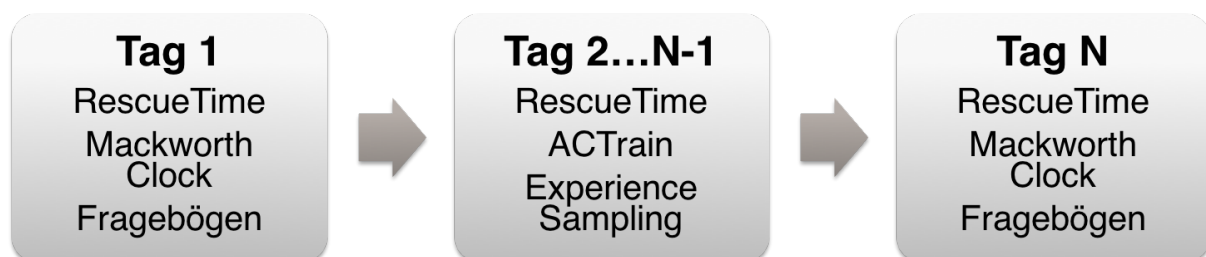 Tag 1
RescueTime
Mackworth
Clock
Fragebögen
Tag 2...N-1
RescueTime
ACTrain
Experience
Sampling
Tag N
RescueTime
Mackworth
Clock
Fragebögen